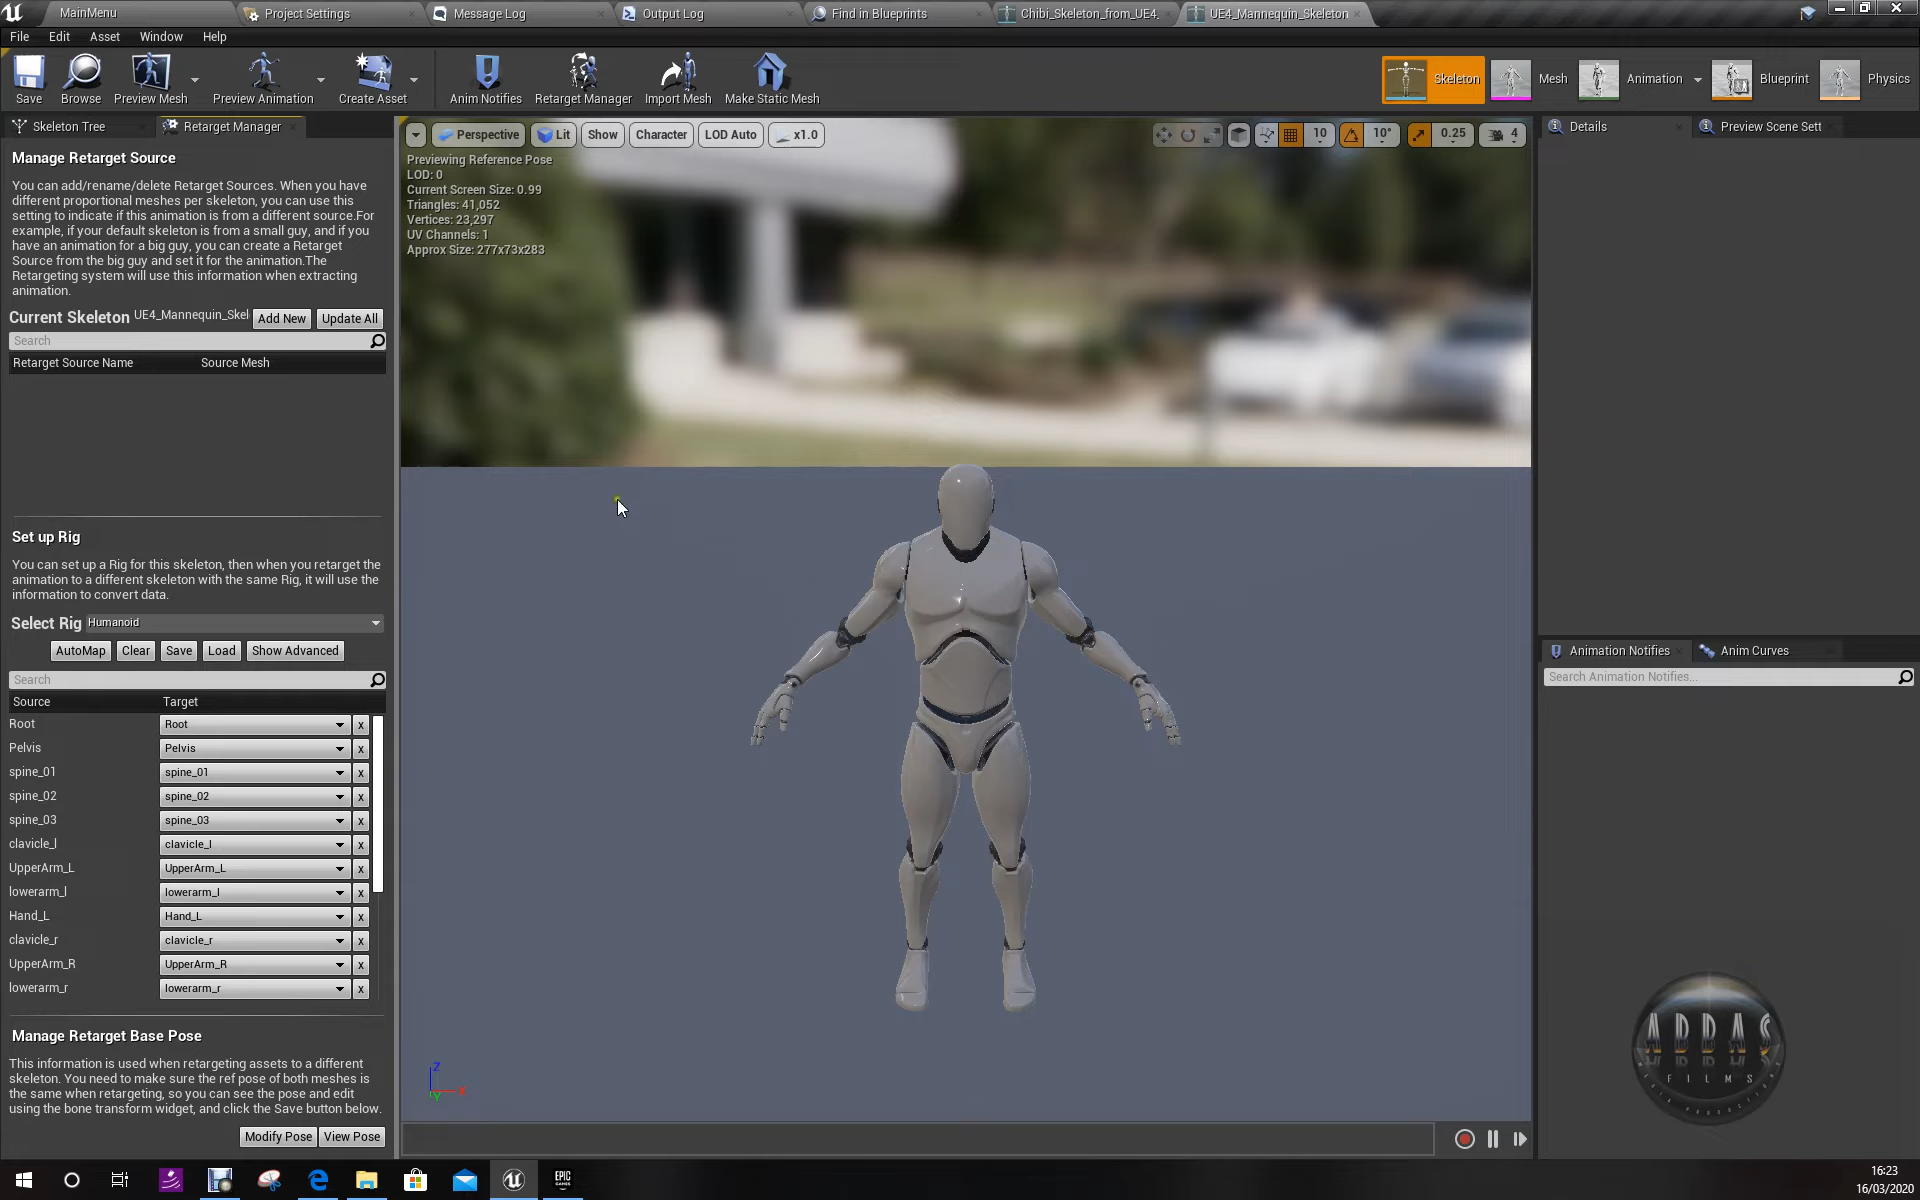 MainMenu
Project Settings
Message Log
Output Log
Find in Blueprints
Chibi_Skeleton_from_UE4.
UE4_Mannequin_Skeleton
File
Edit
Asset
Window
Help
Save
Browse
Preview Mesh
Preview Animation
Create Asset
Anim Notifies
Retarget Manager
Import Mesh
Make Static Mesh
Skeleton
Mesh
Animation
Blueprint
Physics
Skeleton Tree
Retarget Manager
Manage Retarget Source
You can add/rename/delete Retarget Sources. When you have
different proportional meshes per skeleton, you can use this
setting to indicate if this animation is from a different source.For
example, if your default skeleton is from a small guy, and if you
have an animation for a big guy, you can create a Retarget
Source from the big guy and set it for the animation.The
Retargeting system will use this information when extracting
animation.
Current Skeleton UE4_Mannequin_Skel
Add New
Update All
Search
Retarget Source Name
Source Mesh
Set up Rig
You can set up a Rig for this skeleton, then when you retarget the
animation to a different skeleton with the same Rig, it will use the
information to convert data.
Select Rig Humanoid
AutoMap
Clear
Save
Load
Show Advanced
Search
Source Target
Root Root x
Pelvis Pelvis x
spine_01 spine_01 x
spine_02 spine_02 x
spine_03 spine_03 x
clavicle_l clavicle_l x
UpperArm_L UpperArm_L x
lowerarm_l lowerarm_l x
Hand_L Hand_L x
clavicle_r clavicle_r x
UpperArm_R UpperArm_R x
lowerarm_r lowerarm_r x
Manage Retarget Base Pose
This information is used when retargeting assets to a different
skeleton. You need to make sure the ref pose of both meshes is
the same when retargeting, so you can see the pose and edit
using the bone transform widget, and click the Save button below.
Modify Pose
View Pose
Perspective
Lit
Show
Character
LOD Auto
x1.0
10
10°
0.25
4
Previewing Reference Pose
LOD: 0
Current Screen Size: 0.99
Triangles: 41,052
Vertices: 23,297
UV Channels: 1
Approx Size: 277x73x283
Z
X
Y
Details
Preview Scene Sett
Animation Notifies
Anim Curves
Search Animation Notifies...
ABBAS
FILMS
EPIC
GAMES
16:23
16/03/2020